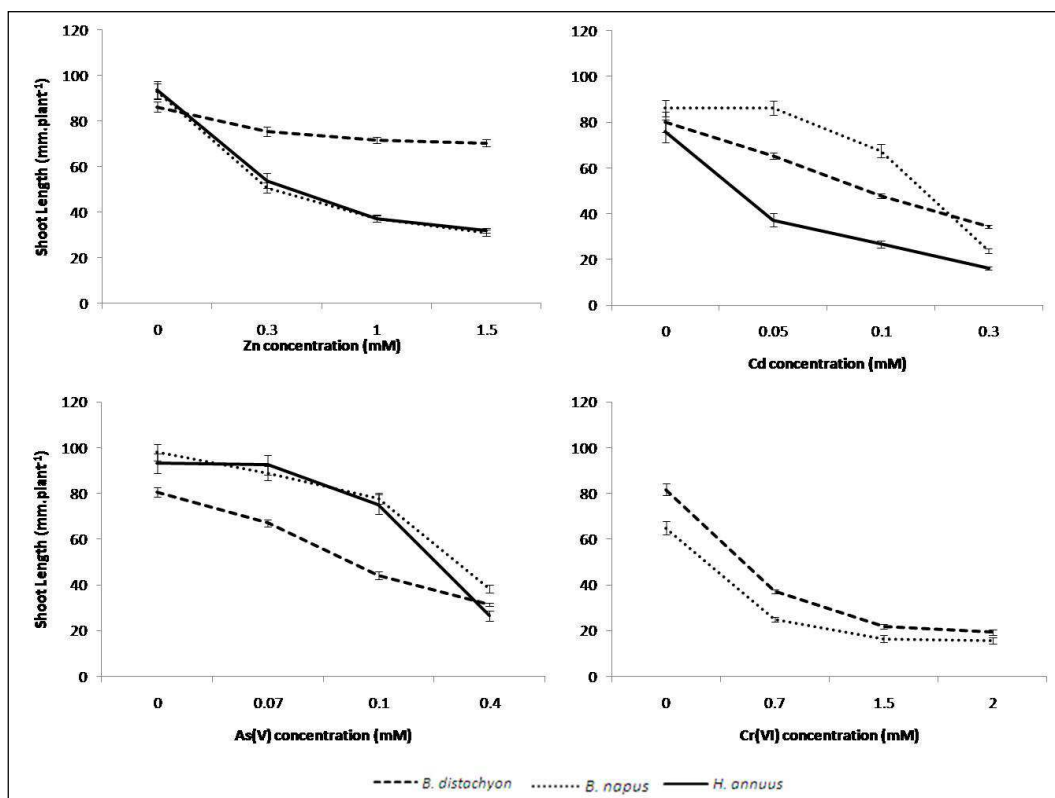 120
100
80
60
40
20
0
Shoot Length (mm.plant-1)
0 0.3 1 1.5
Zn concentration (mM)
120
100
80
60
40
20
0
0 0.05 0.1 0.3
Cd concentration (mM)
120
100
80
60
40
20
0
Shoot Length (mm.plant-1)
0 0.07 0.1 0.4
As(V) concentration (mM)
120
100
80
60
40
20
0
0 0.7 1.5 2
Cr(VI) concentration (mM)
B. distachyon B. napus H. annuus